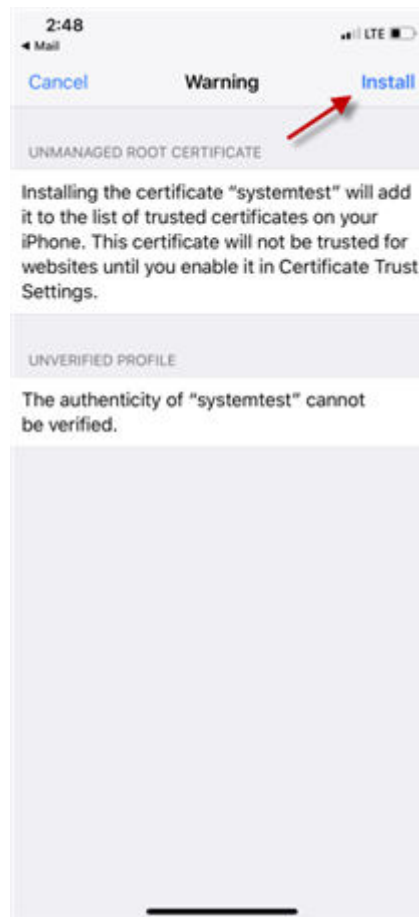 2:48
◀ Mail
LTE
Cancel Warning Install
UNMANAGED ROOT CERTIFICATE
Installing the certificate “systemtest” will add
it to the list of trusted certificates on your
iPhone. This certificate will not be trusted for
websites until you enable it in Certificate Trust
Settings.
UNVERIFIED PROFILE
The authenticity of “systemtest” cannot
be verified.